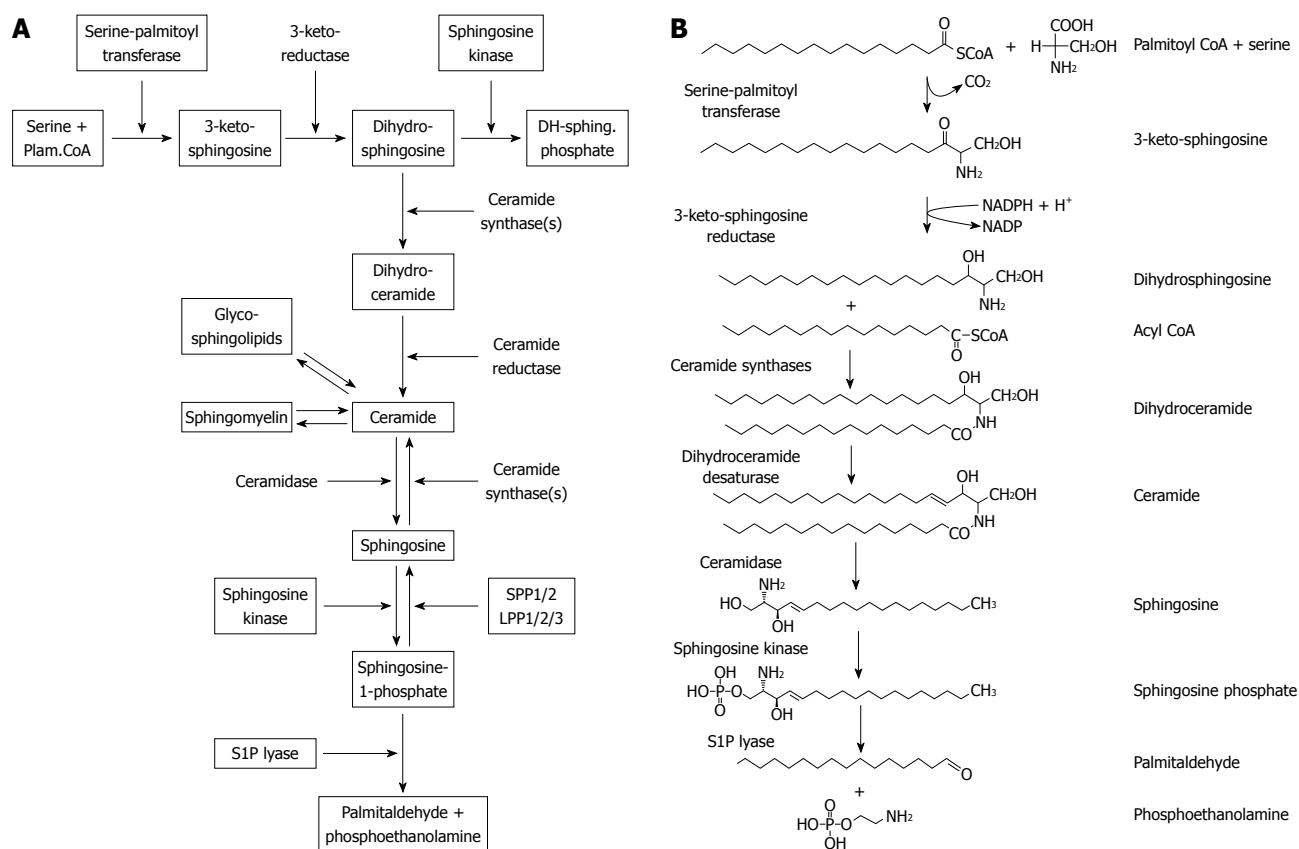 A
Serine-palmitoyl
transferase
3-keto-
reductase
Sphingosine
kinase
Serine +
Plam.CoA
3-keto-
sphingosine
Dihydro-
sphingosine
DH-sphing.
phosphate
Ceramide
synthase(s)
Dihydro-
ceramide
Glyco-
sphingolipids
Ceramide
reductase
Sphingomyelin
Ceramide
Ceramidase
Ceramide
synthase(s)
Sphingosine
Sphingosine
kinase
SPP1/2
LPP1/2/3
Sphingosine-
1-phosphate
S1P lyase
Palmitaldehyde +
phosphoethanolamine
B
O
SCoA
+
COOH
H
CH₂OH
NH₂
Palmitoyl CoA + serine
CO₂
Serine-palmitoyl
transferase
O
CH₂OH
NH₂
3-keto-sphingosine
NADPH + H⁺
NADP
3-keto-sphingosine
reductase
OH
CH₂OH
NH₂
Dihydrosphingosine
+
C SCoA
O
Acyl CoA
Ceramide synthases
OH
CH₂OH
NH
CO
Dihydroceramide
Dihydroceramide
desaturase
OH
CH₂OH
NH
CO
Ceramide
Ceramidase
NH₂
HO
CH₃
OH
Sphingosine
Sphingosine kinase
OH
NH₂
HO P O
O
OH
CH₃
Sphingosine phosphate
S1P lyase
O
Palmitaldehyde
+
O
HO P O
NH₂
OH
Phosphoethanolamine